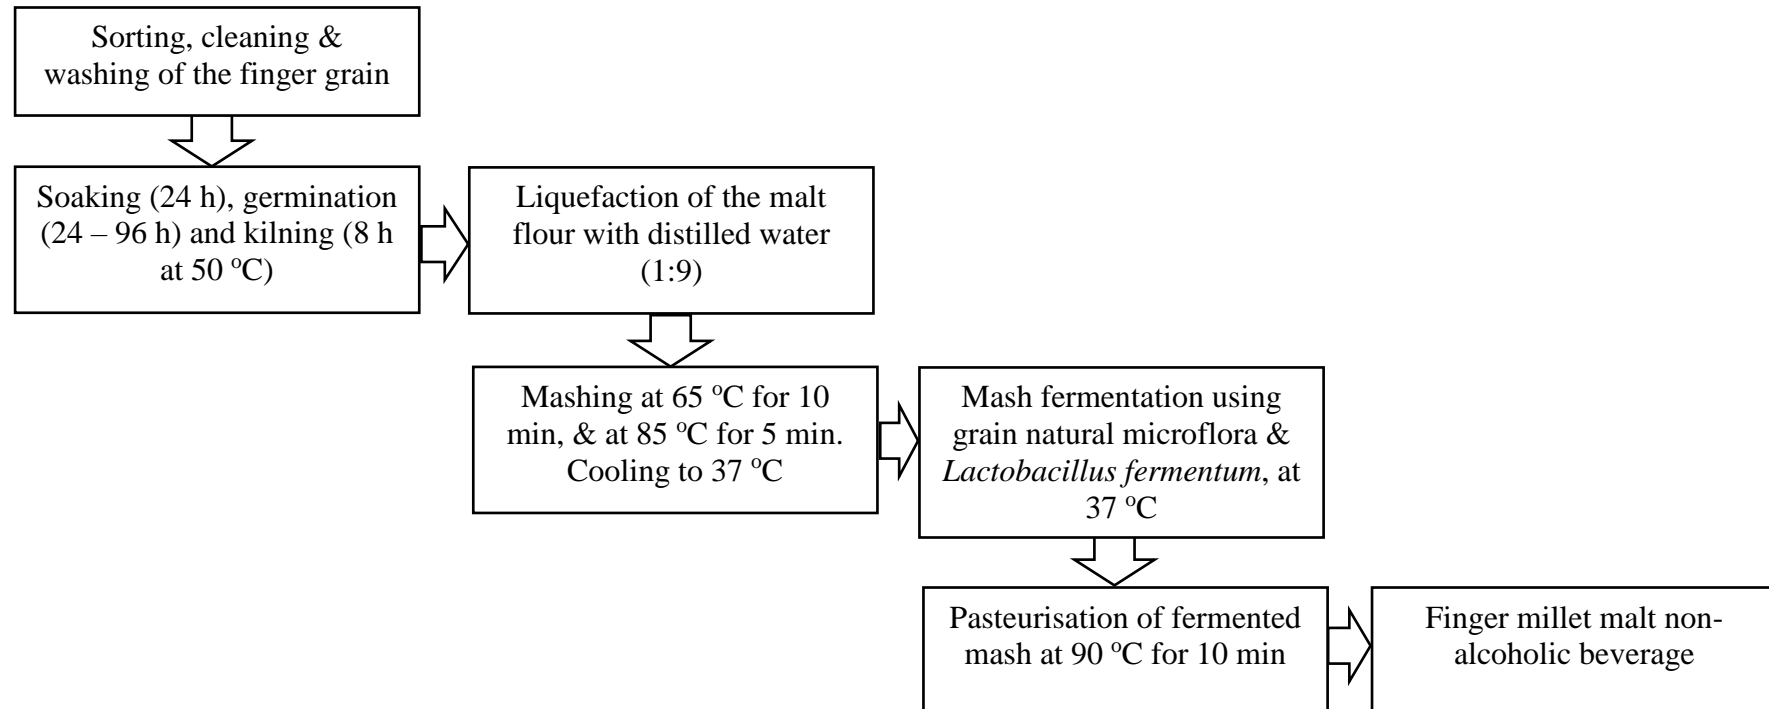 Sorting, cleaning &
washing of the finger grain
Soaking (24 h), germination
(24 – 96 h) and kilning (8 h
at 50 ºC)
Liquefaction of the malt
flour with distilled water
(1:9)
Mashing at 65 ºC for 10
min, & at 85 ºC for 5 min.
Cooling to 37 ºC
Mash fermentation using
grain natural microflora &
Lactobacillus fermentum, at
37 ºC
Pasteurisation of fermented
mash at 90 ºC for 10 min
Finger millet malt non-
alcoholic beverage